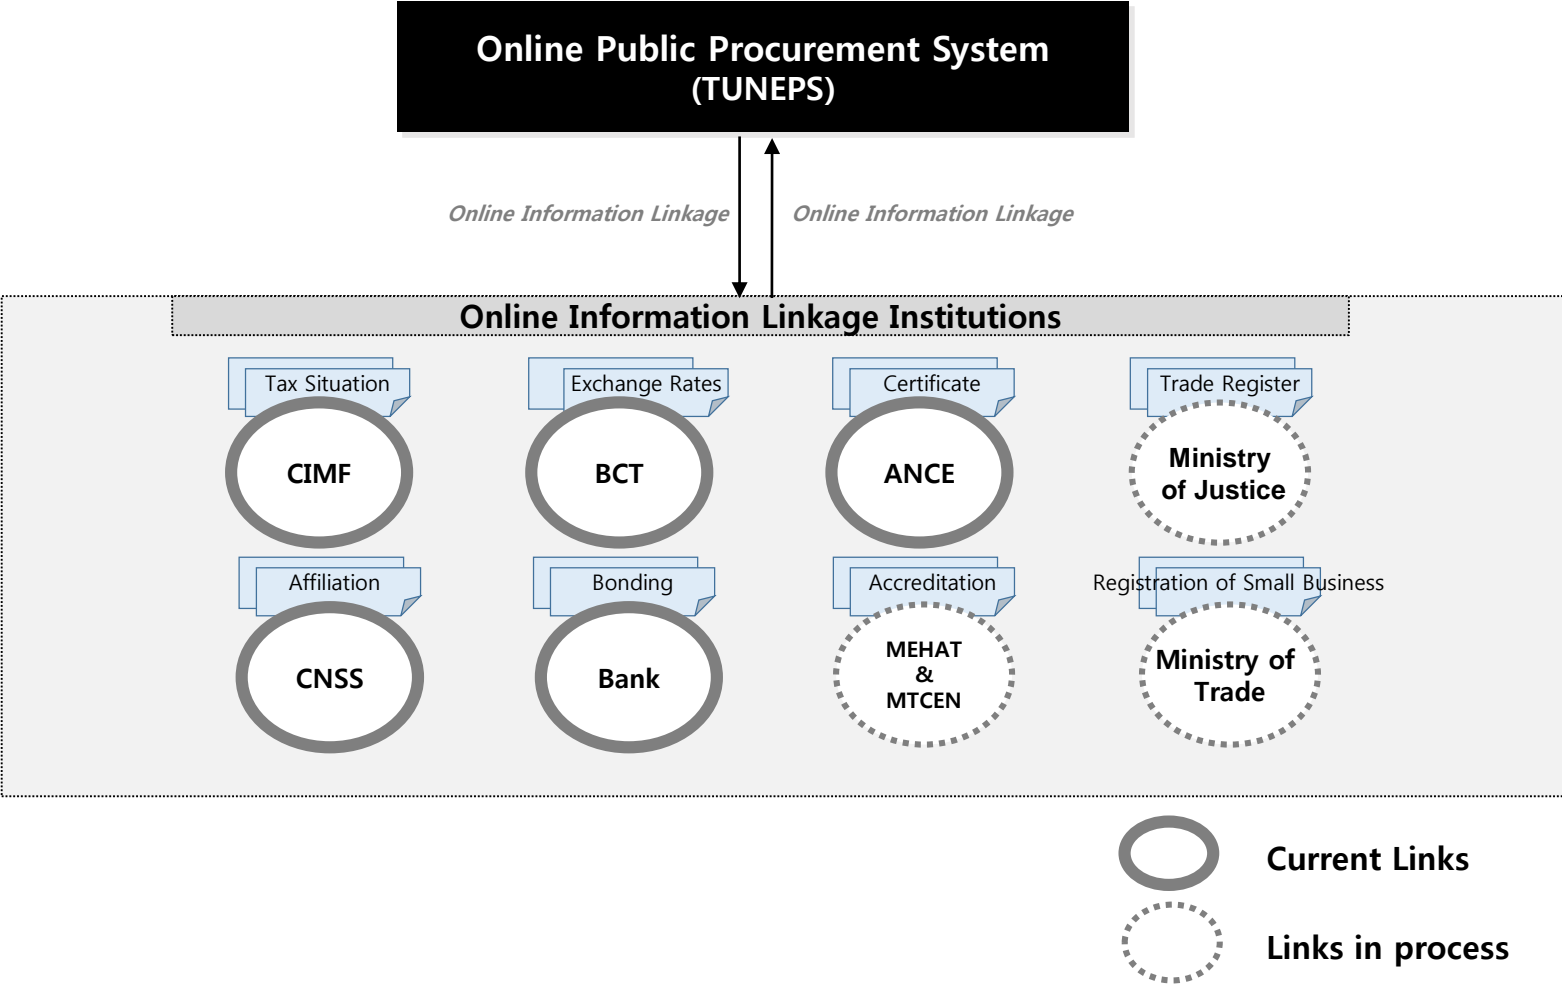 Online Public Procurement System
(TUNEPS)
Online Information Linkage
Online Information Linkage
Online Information Linkage Institutions
Tax Situation
Exchange Rates
Certificate
Trade Register
CIMF
BCT
ANCE
Ministry
of Justice
Affiliation
Bonding
Accreditation
Registration of Small Business
CNSS
Bank
MEHAT
&
MTCEN
Ministry of
Trade
Current Links
Links in process